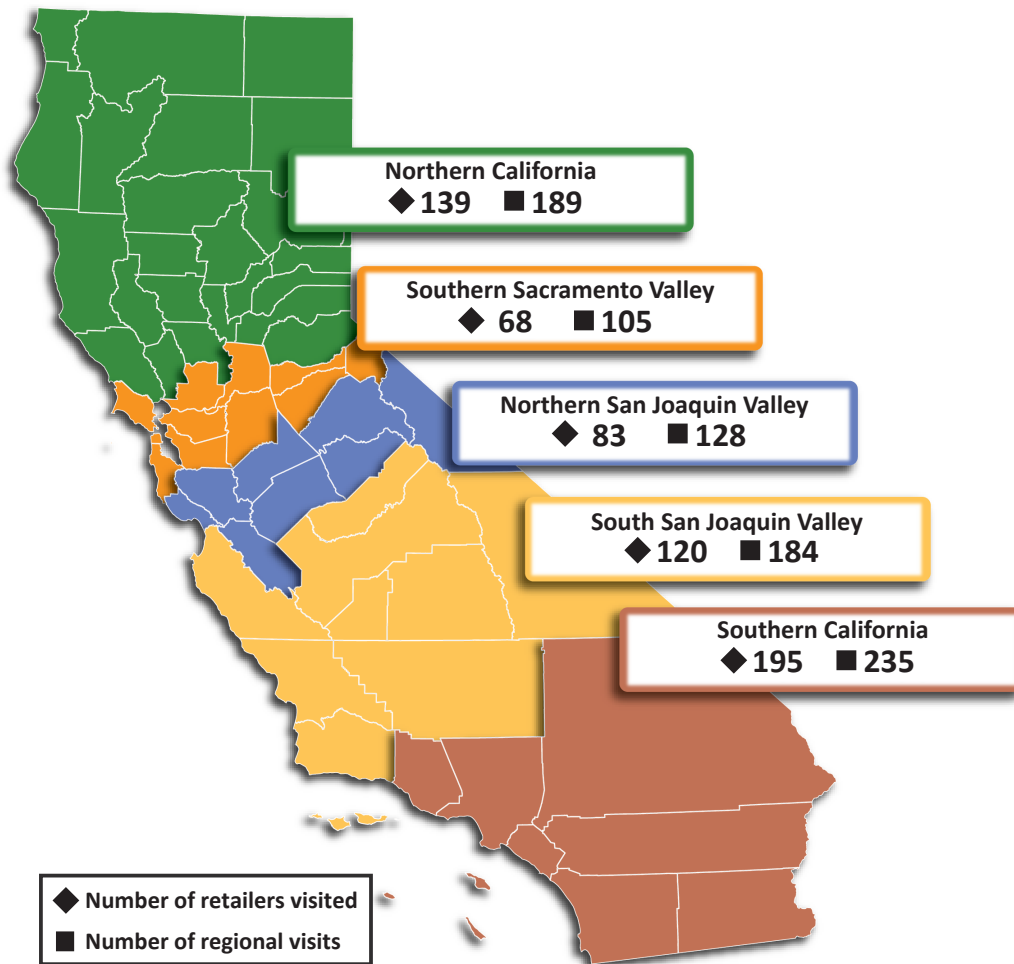 Northern California
◆ 139 ■ 189
Southern Sacramento Valley
◆ 68 ■ 105
Northern San Joaquin Valley
◆ 83 ■ 128
South San Joaquin Valley
◆ 120 ■ 184
Southern California
◆ 195 ■ 235
◆ Number of retailers visited
■ Number of regional visits